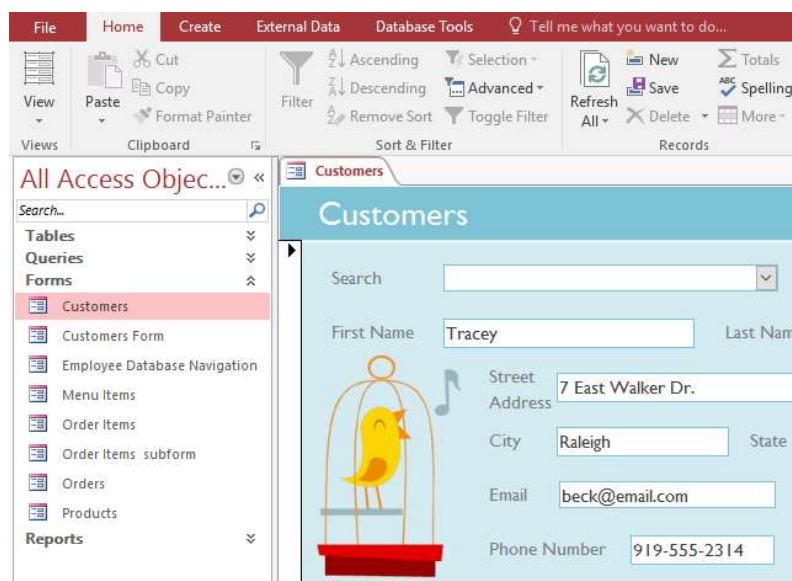 File Home Create External Data Database Tools Tell me what you want to do...
View
Views
Paste
Cut
Copy
Format Painter
Clipboard
Filter
Ascending
Descending
Remove Sort
Selection
Advanced
Toggle Filter
Sort & Filter
Refresh
All
New
Save
Delete
Totals
ABC Spelling
More
Records
All Access Objec...
Search...
Tables
Queries
Forms
Customers
Customers Form
Employee Database Navigation
Menu Items
Order Items
Order Items subform
Orders
Products
Reports
Customers
Customers
Search
First Name Tracey Last Nam
Street
Address 7 East Walker Dr.
City Raleigh State
Email beck@email.com
Phone Number 919-555-2314